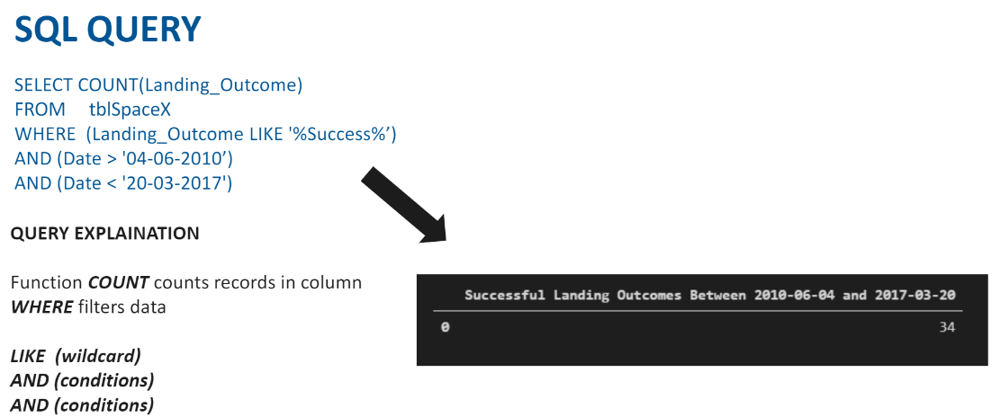 SQL QUERY
SELECT COUNT(Landing_Outcome)
FROM tblSpaceX
WHERE (Landing_Outcome LIKE '%Success%’)
AND (Date > '04-06-2010’)
AND (Date < '20-03-2017')
QUERY EXPLAINATION
Function COUNT counts records in column
WHERE filters data
LIKE (wildcard)
AND (conditions)
AND (conditions)
Successful Landing Outcomes Between 2010-06-04 and 2017-03-20
0 34